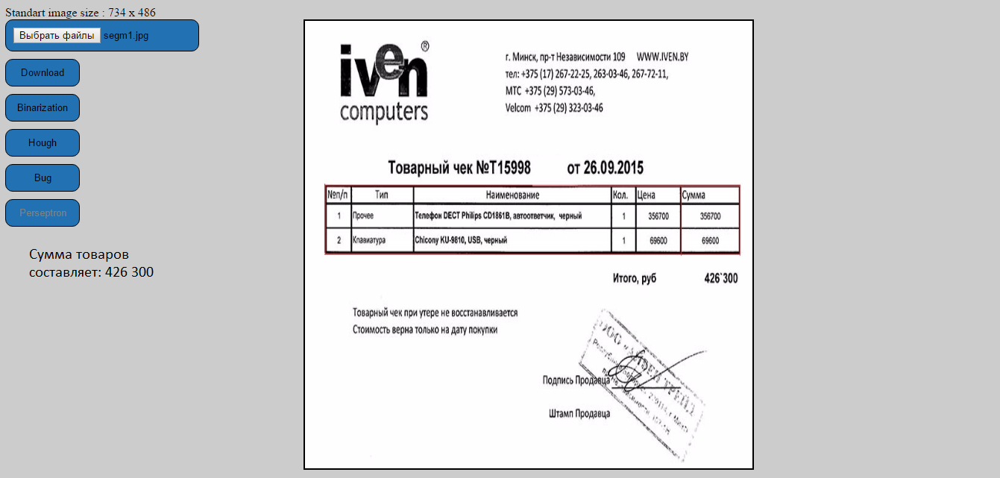 Standart image size : 734 x 486
Выбрать файлы segm1.jpg
Download
Binarization
Hough
Bug
Perseptron
Сумма товаров
составляет: 426 300
iven ®
computers
г. Минск, пр-т Независимости 109 WWW.IVEN.BY
тел: +375 (17) 267-22-25, 263-03-46, 267-72-11,
МТС +375 (29) 573-03-46,
Velcom +375 (29) 323-03-46
Товарный чек №Т15998 от 26.09.2015
№п/п Тип Наименование Кол. Цена Сумма
1 Прочее Телефон DECT Philips CD1861B, автоответчик, черный 1 356700 356700
2 Клавиатура Chicony KU-9810, USB, черный 1 69600 69600
Итого, руб 426`300
Товарный чек при утере не восстанавливается
Стоимость верна только на дату покупки
Подпись Продавца
Штамп Продавца